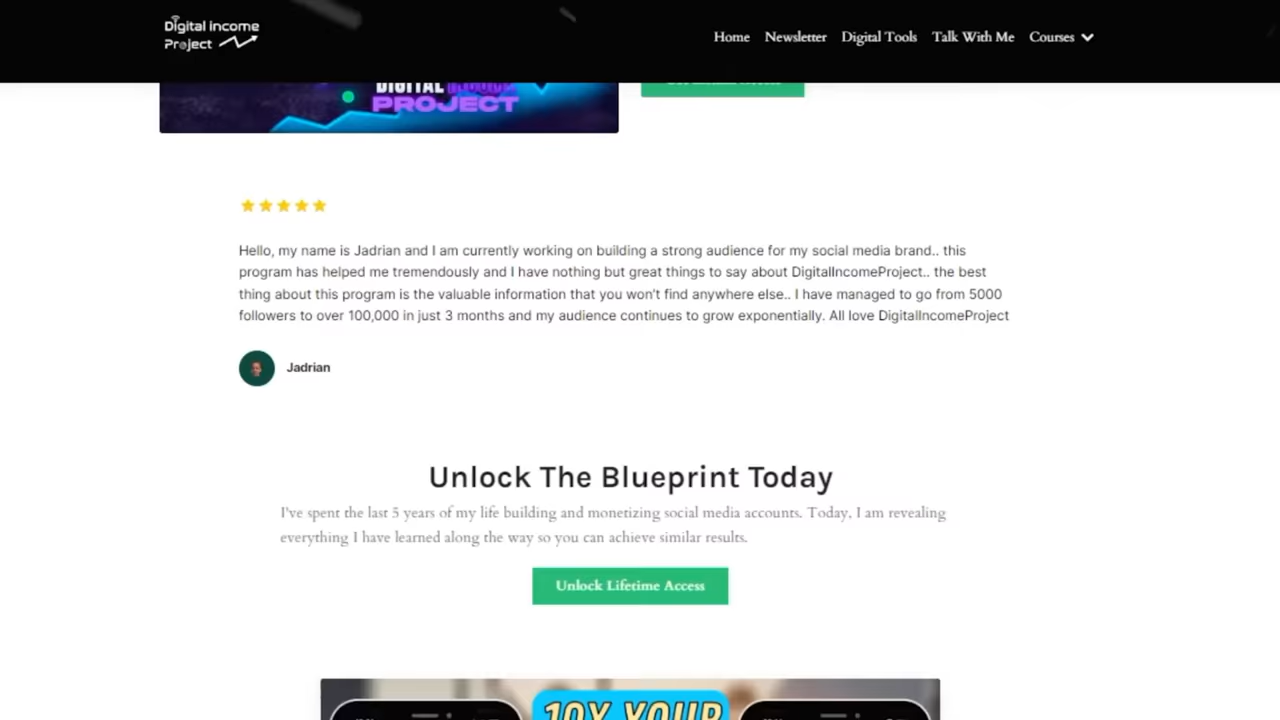 Digital income
Project
Home Newsletter Digital Tools Talk With Me Courses
DIGITAL
PROJECT
Hello, my name is Jadrian and I am currently working on building a strong audience for my social media brand.. this
program has helped me tremendously and I have nothing but great things to say about DigitalIncomeProject.. the best
thing about this program is the valuable information that you won't find anywhere else.. I have managed to go from 5000
followers to over 100,000 in just 3 months and my audience continues to grow exponentially. All love DigitalIncomeProject
Jadrian
Unlock The Blueprint Today
I've spent the last 5 years of my life building and monetizing social media accounts. Today, I am revealing
everything I have learned along the way so you can achieve similar results.
Unlock Lifetime Access
10X YOUR